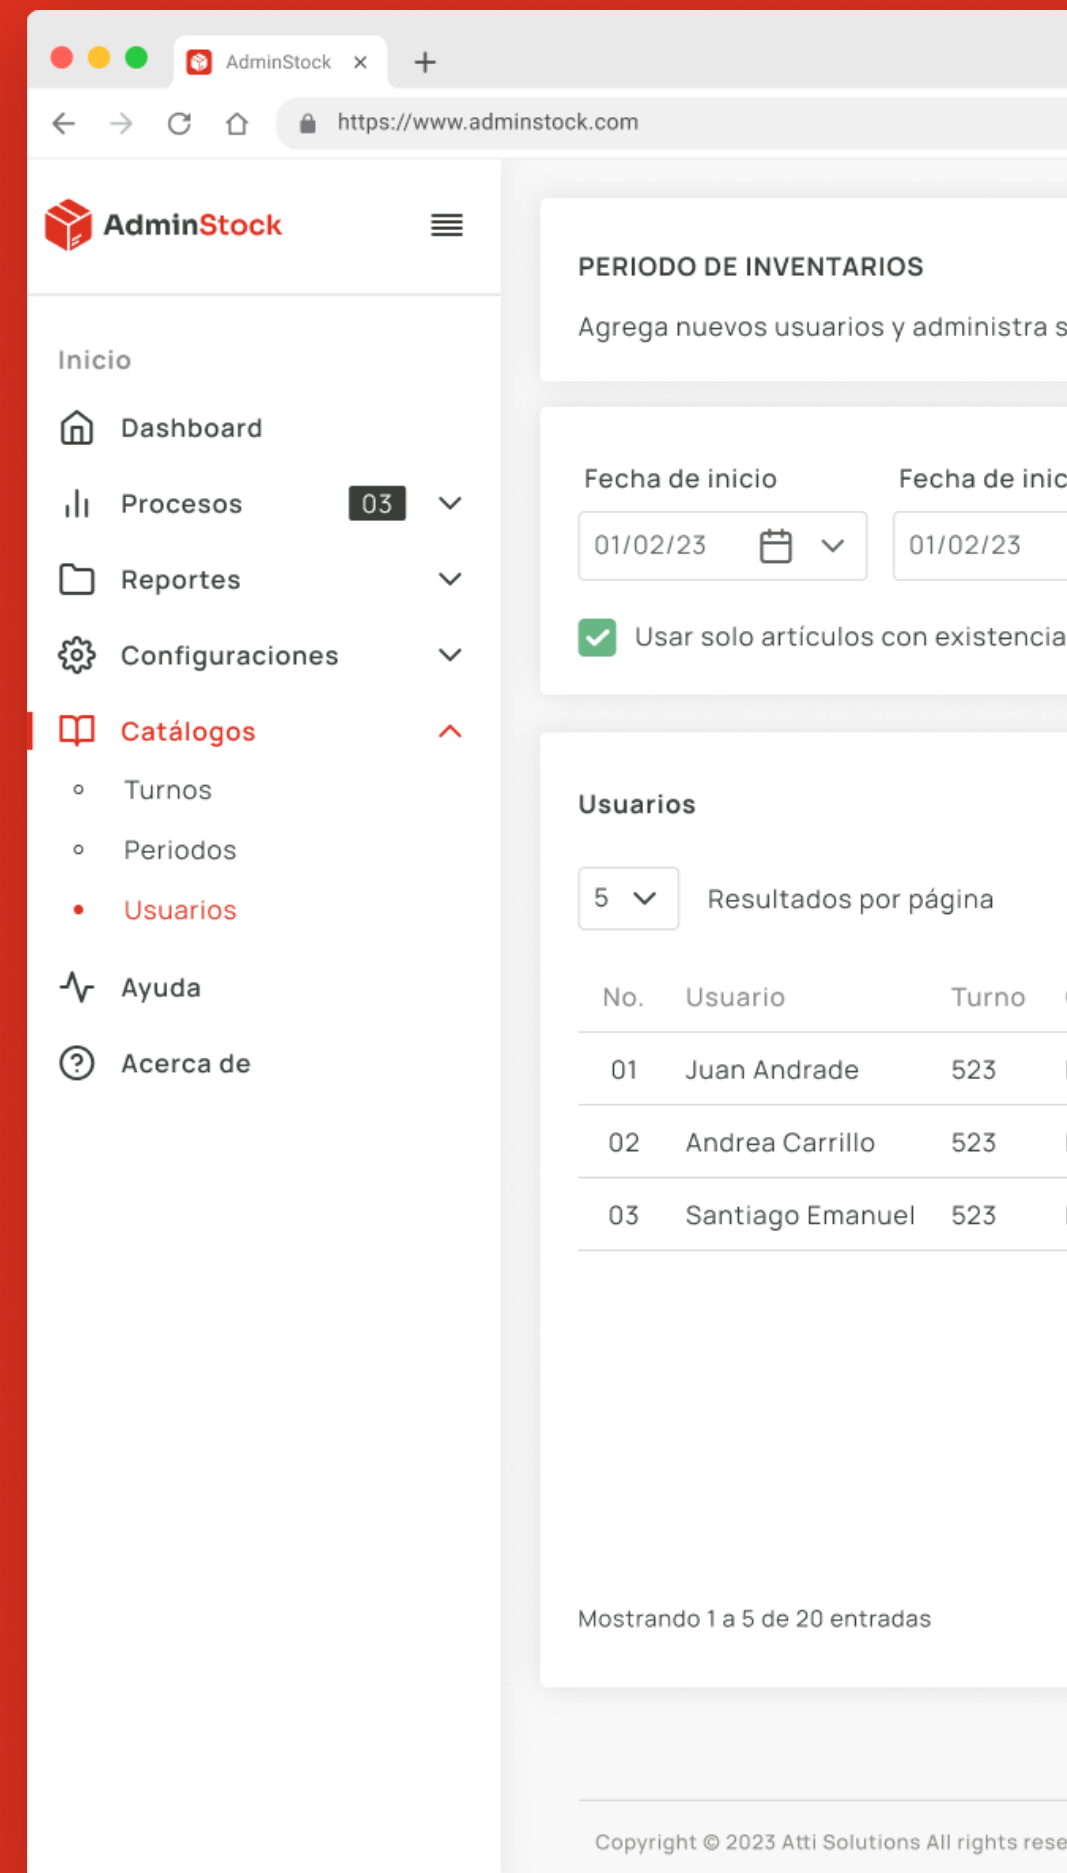 AdminStock
https://www.adminstock.com
AdminStock
Inicio
Dashboard
Procesos 03
Reportes
Configuraciones
Catálogos
Turnos
Periodos
Usuarios
Ayuda
Acerca de
PERIODO DE INVENTARIOS
Agrega nuevos usuarios y administra
Fecha de inicio Fecha de
01/02/23 01/02/23
Usar solo artículos con existencia
Usuarios
5 Resultados por página
No. Usuario Turno
01 Juan Andrade 523
02 Andrea Carrillo 523
03 Santiago Emanuel 523
Mostrando 1 a 5 de 20 entradas
Copyright © 2023 Atti Solutions All rights